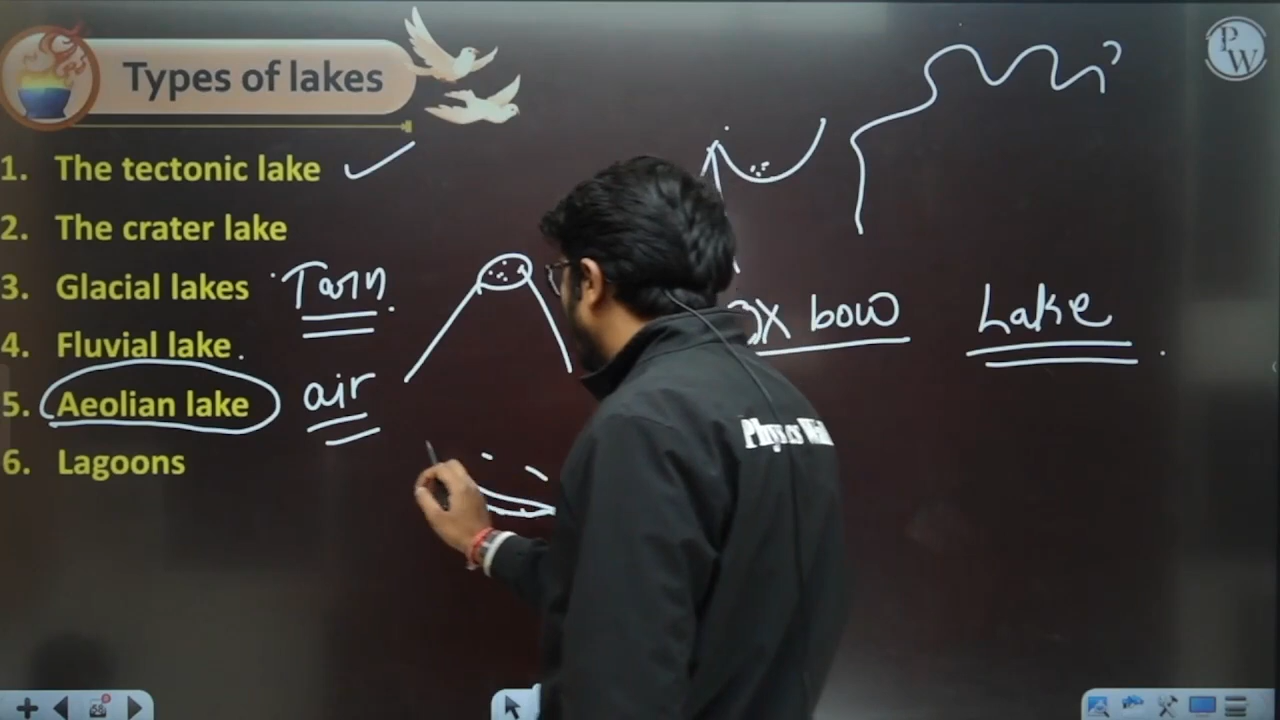 Types of lakes
PW
1. The tectonic lake
2. The crater lake
3. Glacial lakes Tarn
4. Fluvial lake.
5. Aeolian lake air
6. Lagoons
bow Lake
58